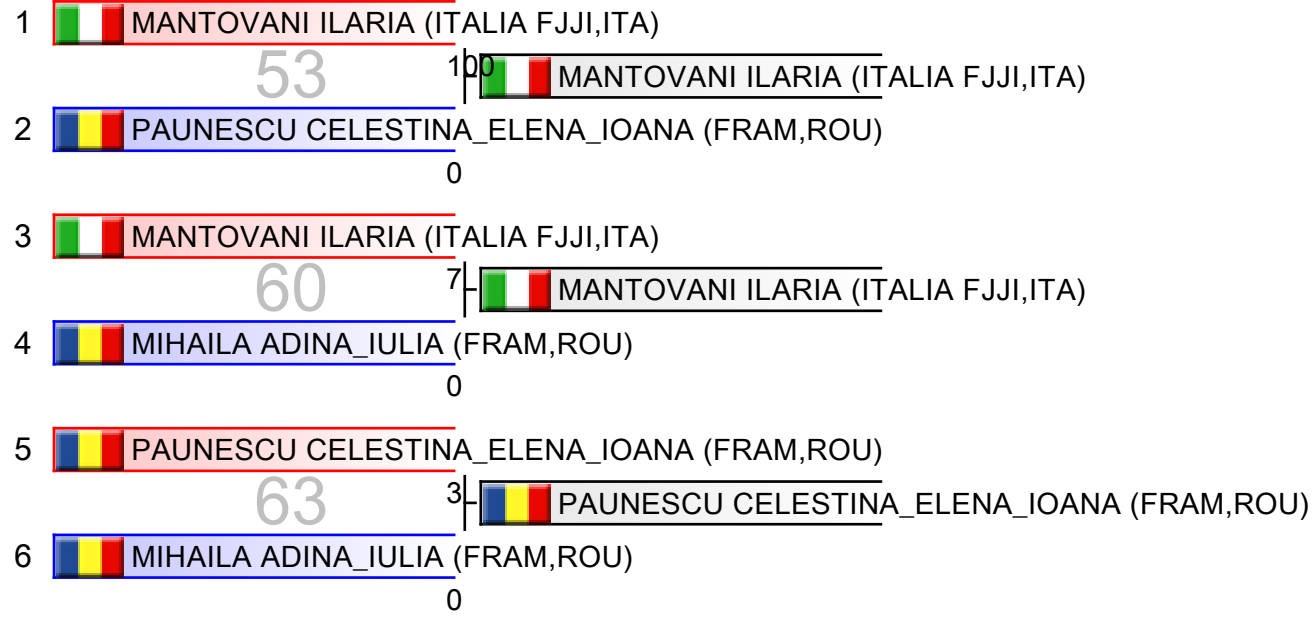 1 MANTOVANI ILARIA (ITALIA FJJI,ITA)
53 100 MANTOVANI ILARIA (ITALIA FJJI,ITA)
2 PAUNESCU CELESTINA_ELENA_IOANA (FRAM,ROU)
0
3 MANTOVANI ILARIA (ITALIA FJJI,ITA)
60 7 MANTOVANI ILARIA (ITALIA FJJI,ITA)
4 MIHAILA ADINA_IULIA (FRAM,ROU)
0
5 PAUNESCU CELESTINA_ELENA_IOANA (FRAM,ROU)
63 3 PAUNESCU CELESTINA_ELENA_IOANA (FRAM,ROU)
6 MIHAILA ADINA_IULIA (FRAM,ROU)
0